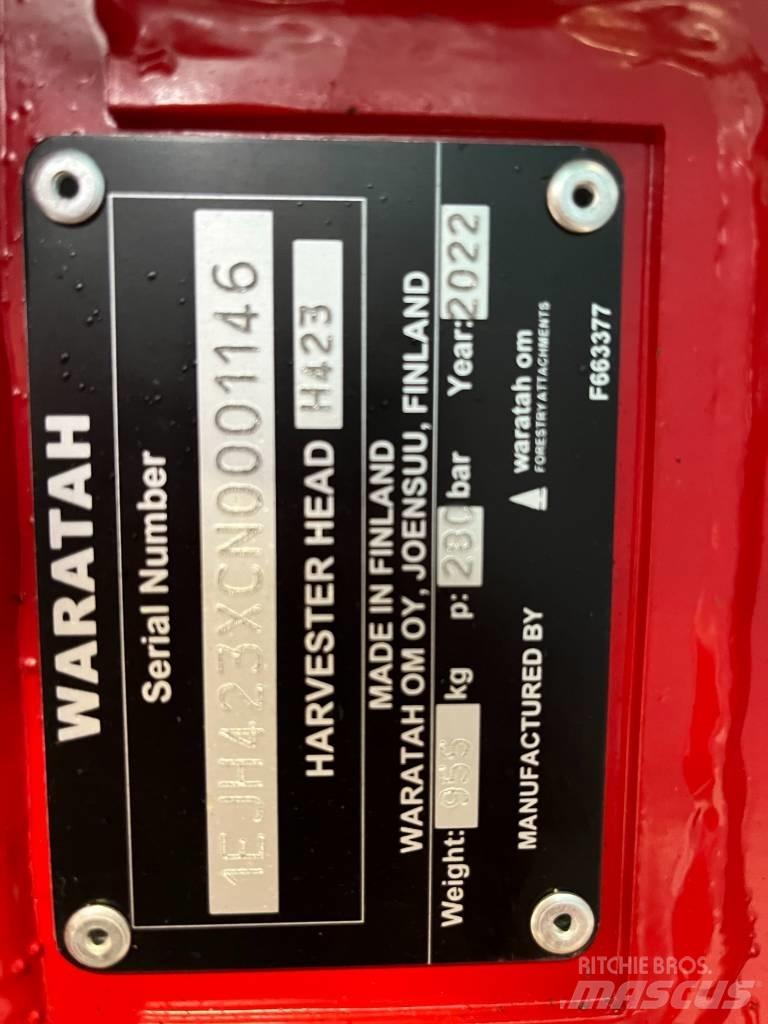 WARATAH
Serial Number
1EJH423XCN0001146
HARVESTER HEAD H423
MADE IN FINLAND
WARATAH OM OY, JOENSUU, FINLAND
Weight: 955 kg p: 280 bar Year: 2022
MANUFACTURED BY waratah om
FORESTRY ATTACHMENTS
F663377
RITCHIE BROS.
MASCUS